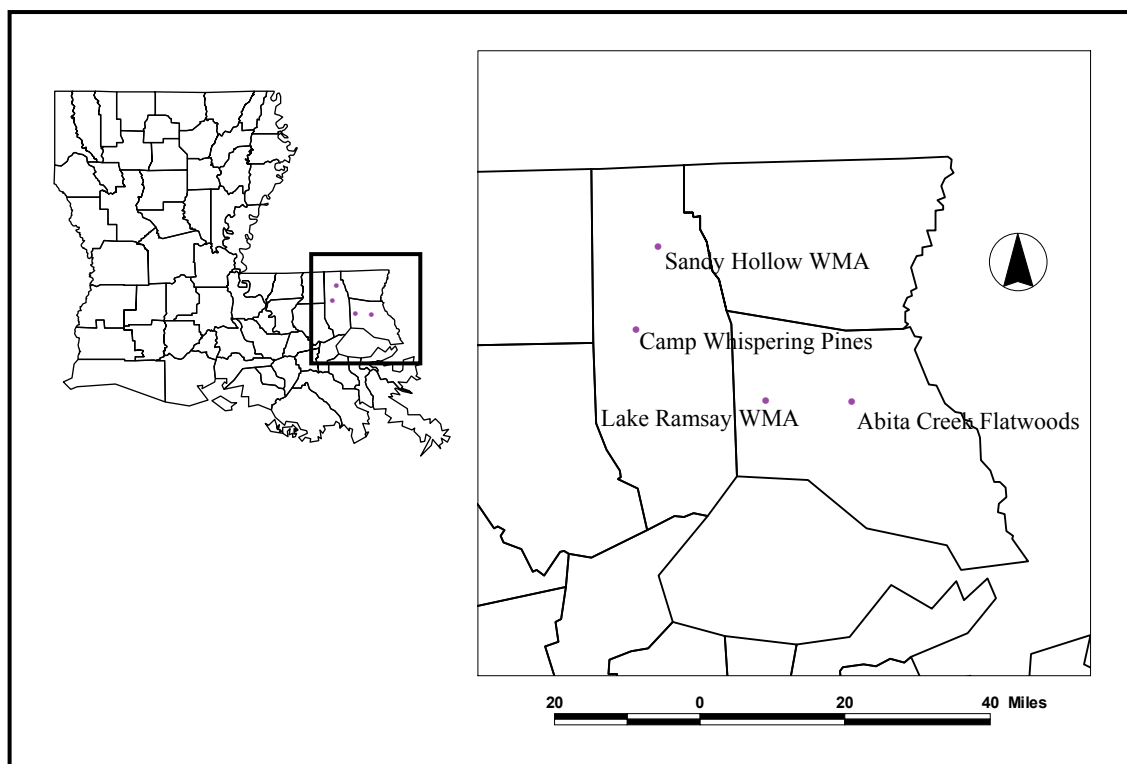 Sandy Hollow WMA
Camp Whispering Pines
Lake Ramsay WMA
Abita Creek Flatwoods
20 0 20 40 Miles